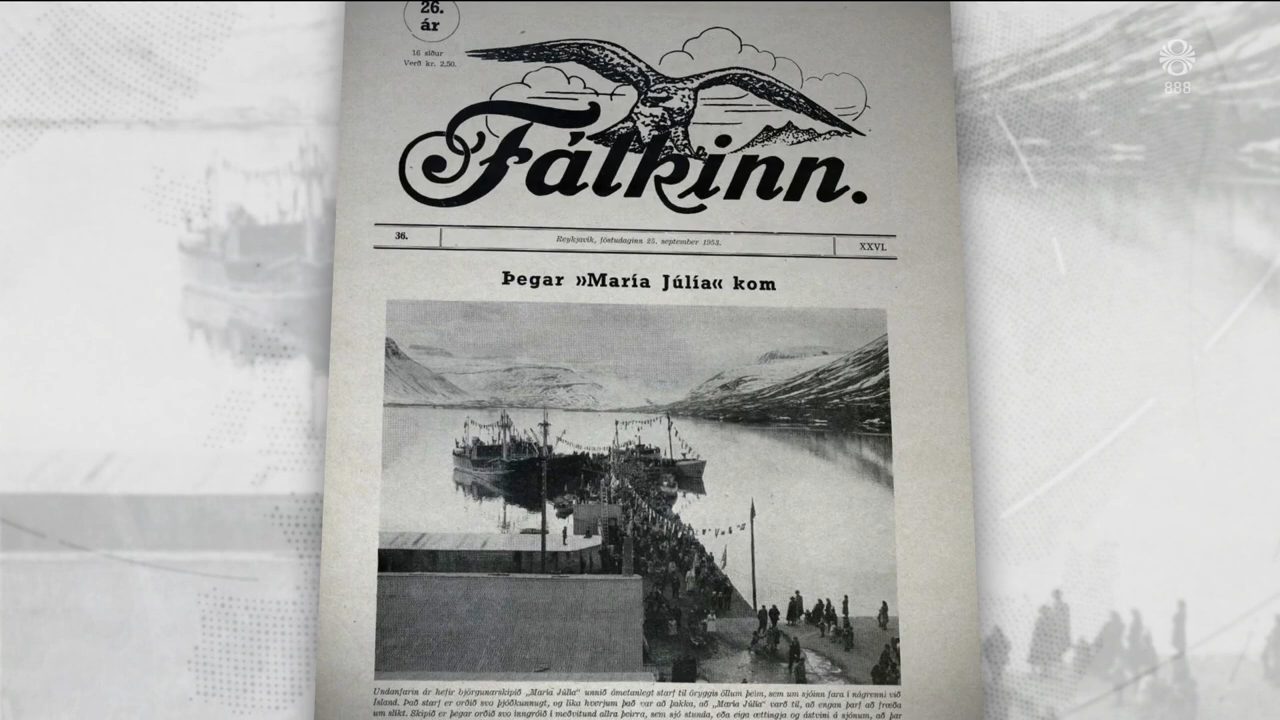 26.
ár
16 síður
Verð kr. 2,50.
Fálkinn.
36.
Reykjavík, föstudaginn 25. september 1953.
XXVI.
Þegar »María Júlía« kom
Undanfarin ár hefir björgunarskipið „María Júlía“ unnið ómetanlegt starf til öryggis öllum þeim, sem um sjóinn fara í nágrenni við
Ísland. Það starf er orðið svo þjóðkunnugt, og líka hverjum það var að þakka, að „María Júlía“ varð til, að engan þarf að fræða
um slíkt. Skipið er þegar orðið svo inngróið í meðvitund allra þeirra, sem sjó stunda, eða eiga ættingja og ástvini á sjónum, að þar
888